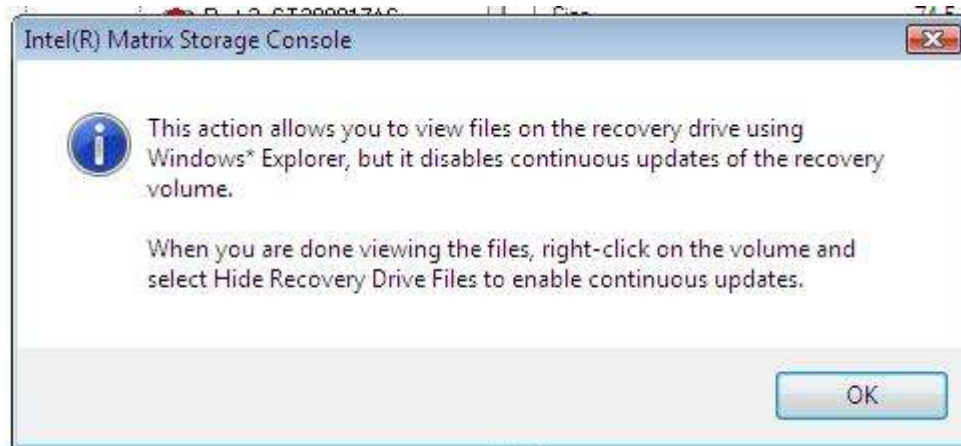 Intel(R) Matrix Storage Console
This action allows you to view files on the recovery drive using
Windows* Explorer, but it disables continuous updates of the recovery
volume.
When you are done viewing the files, right-click on the volume and
select Hide Recovery Drive Files to enable continuous updates.
OK